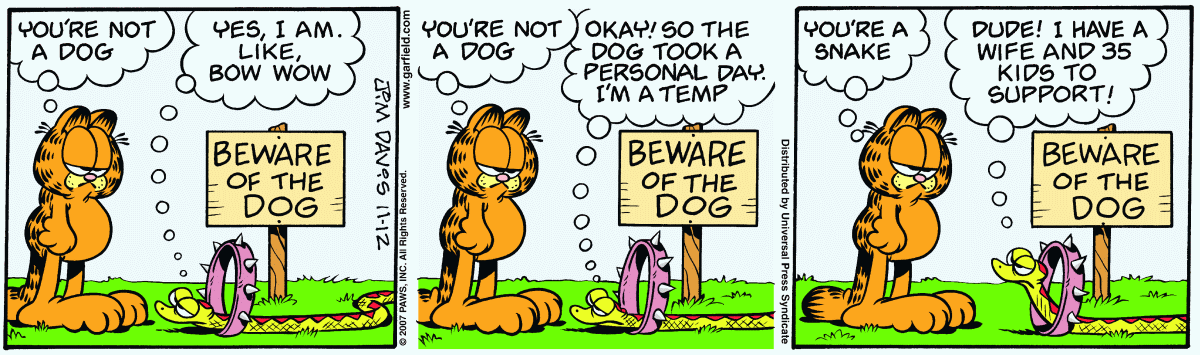 YOU'RE NOT
A DOG
YES, I AM.
LIKE,
BOW WOW
BEWARE
OF THE
DOG
JIM DAVIS 11-12
www.garfield.com
© 2007 PAWS, INC. All Rights Reserved.
YOU'RE NOT
A DOG
OKAY! SO THE
DOG TOOK A
PERSONAL DAY.
I'M A TEMP
BEWARE
OF THE
DOG
Distributed by Universal Press Syndicate
YOU'RE A
SNAKE
DUDE! I HAVE A
WIFE AND 35
KIDS TO
SUPPORT!
BEWARE
OF THE
DOG